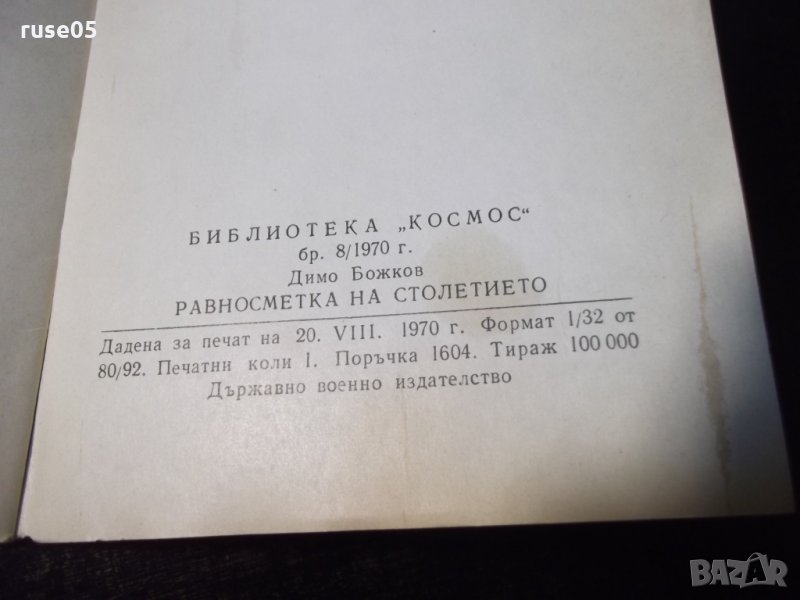 ruse05
БИБЛИОТЕКА „КОСМОС“
бр. 8/1970 г.
Димо Божков
РАВНОСМЕТКА НА СТОЛЕТИЕТО
Дадена за печат на 20. VIII. 1970 г. Формат 1/32 от
80/92. Печатни коли 1. Поръчка 1604. Тираж 100 000
Държавно военно издателство
BAZAR